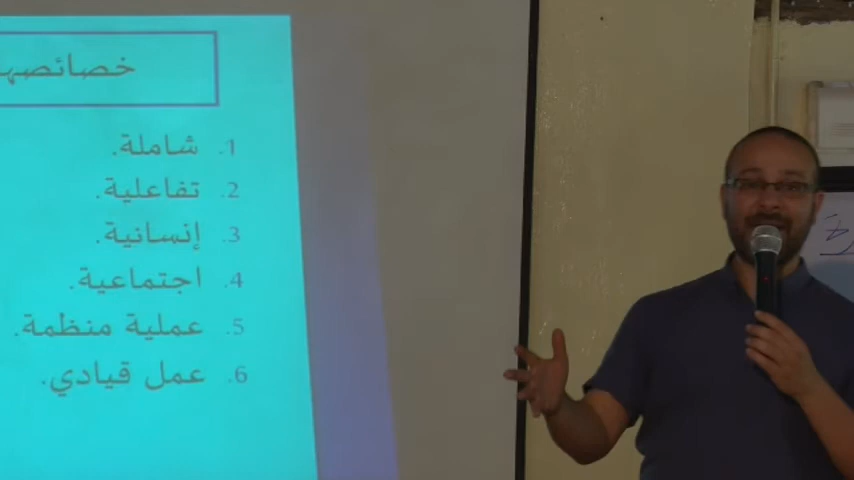 خصائصه
1. شاملة.
2. تفاعلية.
3. إنسانية.
4. اجتماعية.
5. عملية منظمة.
6. عمل قيادي.